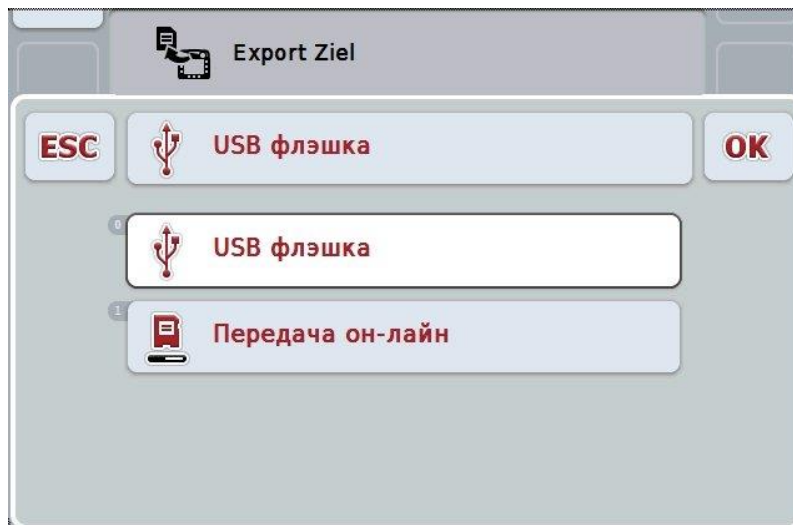 Export Ziel
ESC
USB флэшка
OK
0
USB флэшка
1
Передача он-лайн